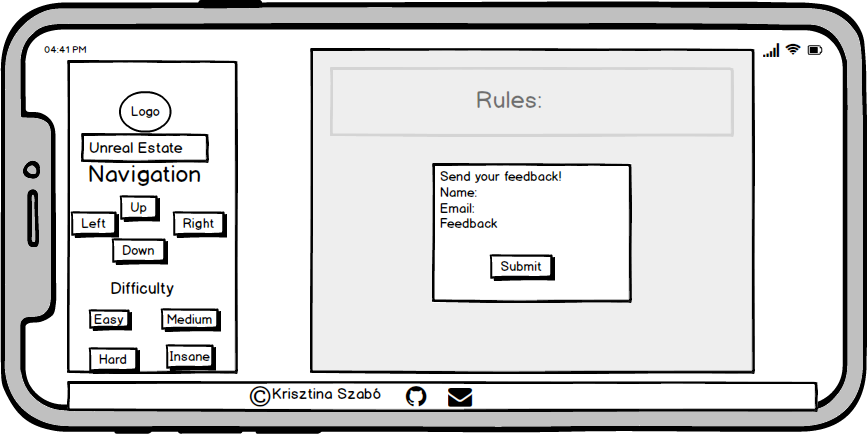 04:41 PM
Logo
Unreal Estate
Navigation
Up
Left
Right
Down
Difficulty
Easy
Medium
Hard
Insane
Rules:
Send your feedback!
Name:
Email:
Feedback
Submit
©Krisztina Szabó